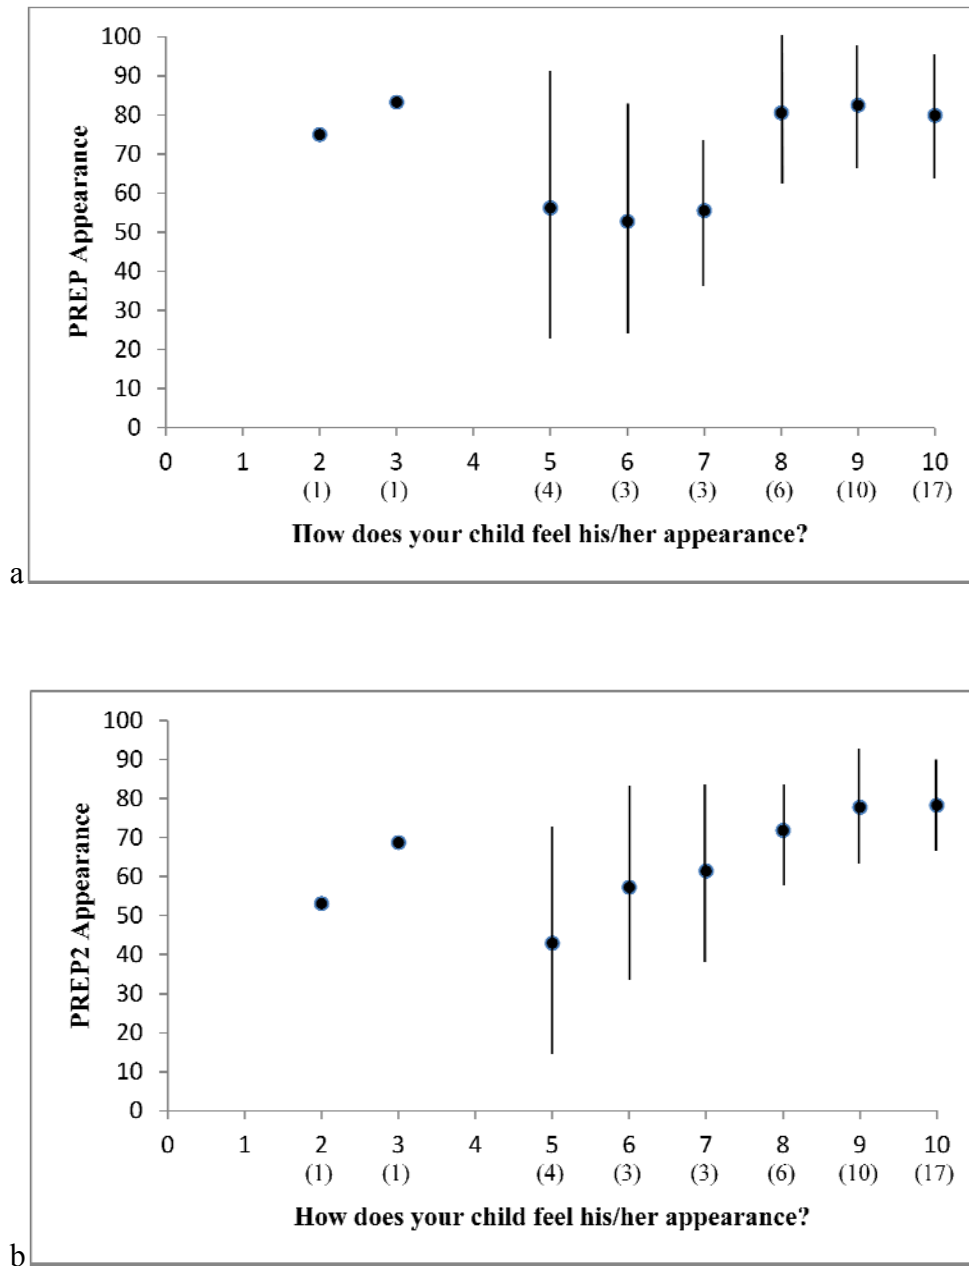 100
90
80
70
60
50
40
30
20
10
0
PREP Appearance
0 1 2 3 4 5 6 7 8 9 10
(1) (1) (4) (3) (3) (6) (10) (17)
How does your child feel his/her appearance?
a
100
90
80
70
60
50
40
30
20
10
0
PREP2 Appearance
0 1 2 3 4 5 6 7 8 9 10
(1) (1) (4) (3) (3) (6) (10) (17)
How does your child feel his/her appearance?
b